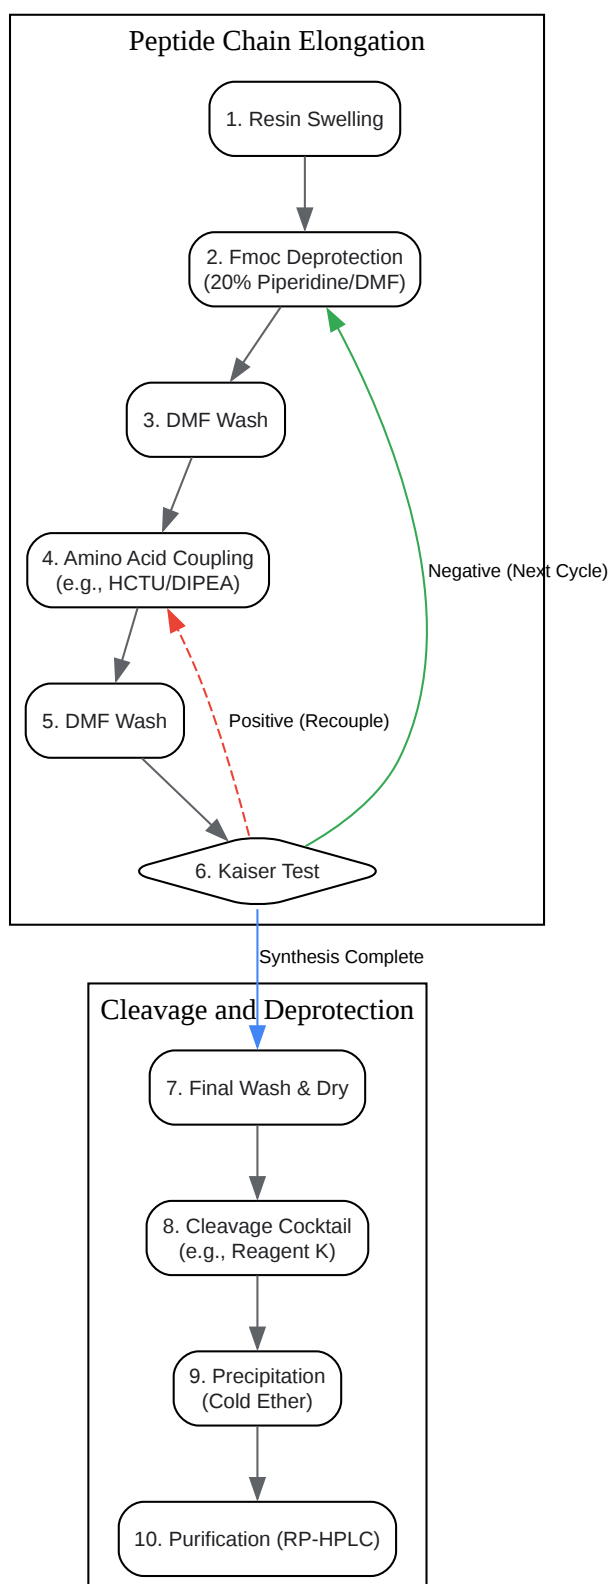 Peptide Chain Elongation
1. Resin Swelling
2. Fmoc Deprotection
(20% Piperidine/DMF)
3. DMF Wash
4. Amino Acid Coupling
(e.g., HCTU/DIPEA)
Negative (Next Cycle)
5. DMF Wash
Positive (Recouple)
6. Kaiser Test
Synthesis Complete
Cleavage and Deprotection
7. Final Wash & Dry
8. Cleavage Cocktail
(e.g., Reagent K)
9. Precipitation
(Cold Ether)
10. Purification (RP-HPLC)